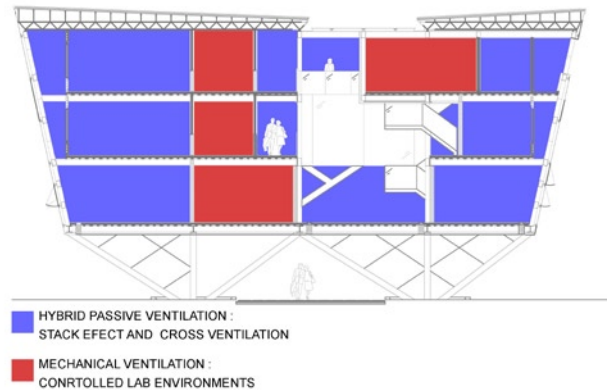 HYBRID PASSIVE VENTILATION :
STACK EFECT AND CROSS VENTILATION
MECHANICAL VENTILATION :
CONRTOLLED LAB ENVIRONMENTS